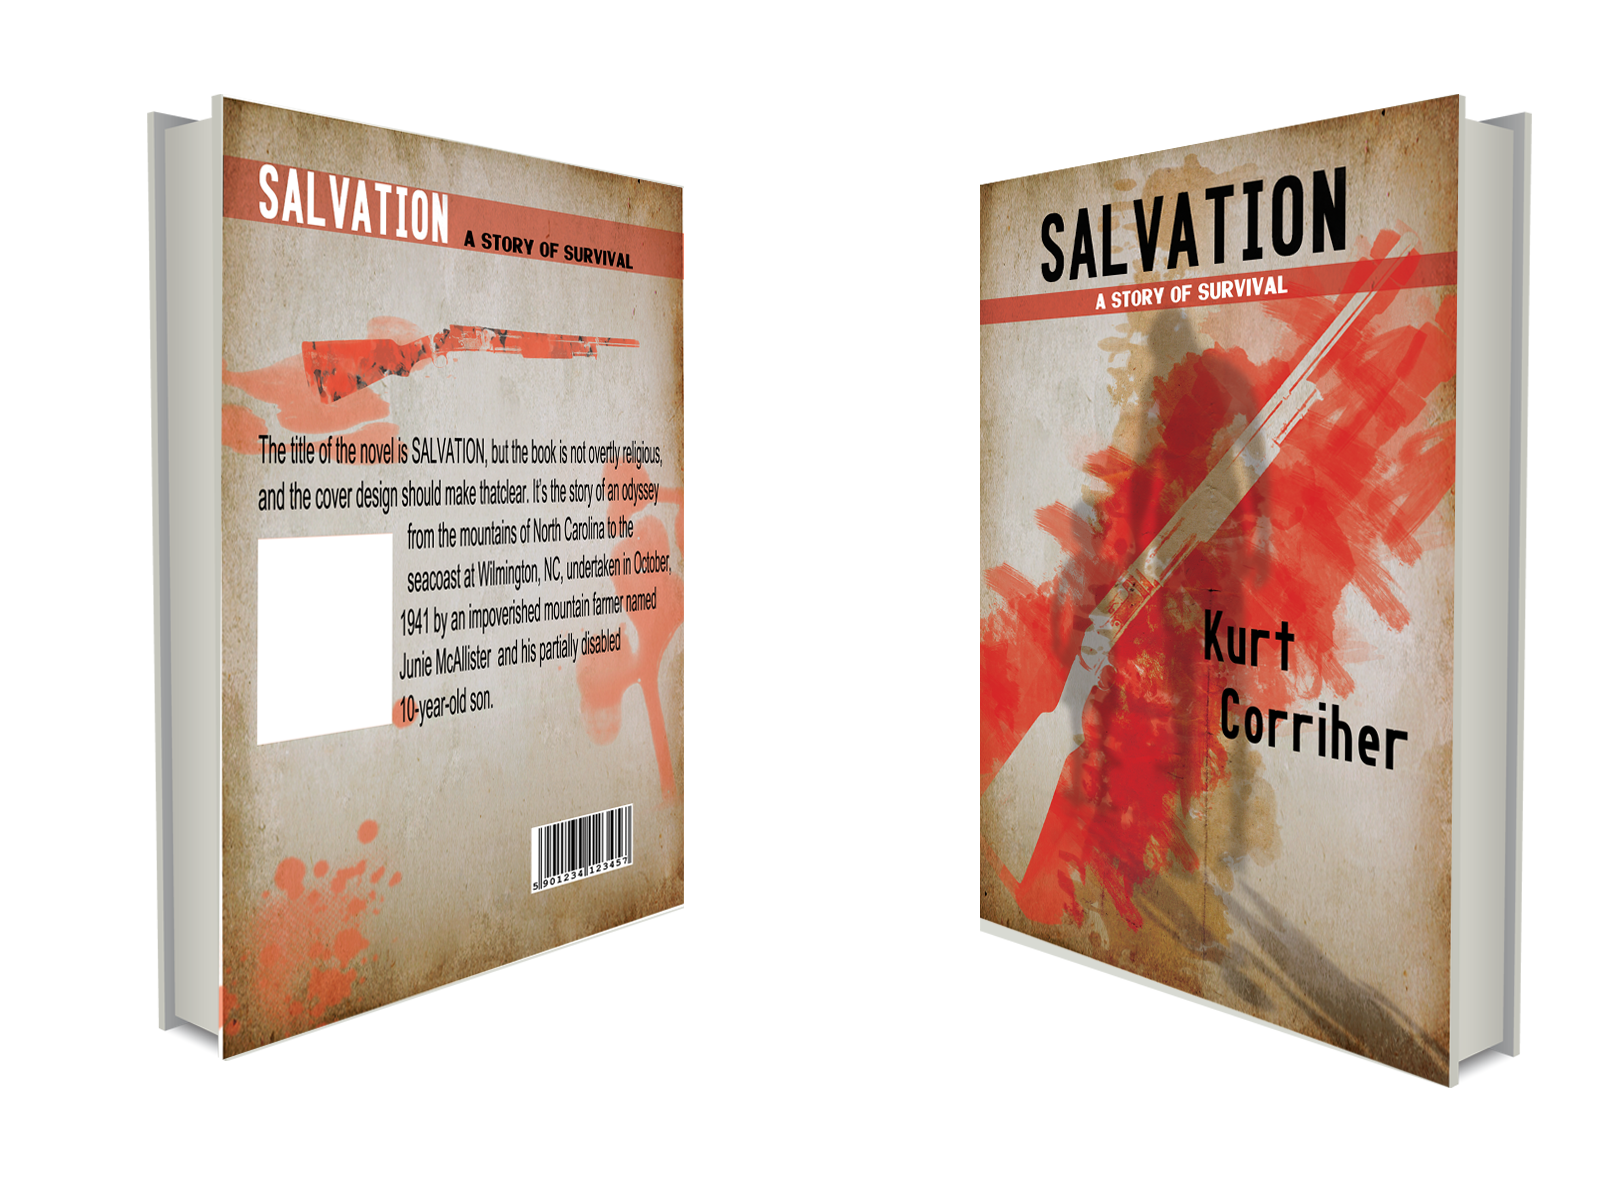 SALVATION
A STORY OF SURVIVAL
The title of the novel is SALVATION, but the book is not overtly religious,
and the cover design should make thatclear. It's the story of an odyssey
from the mountains of North Carolina to the
seacoast at Wilmington, NC, undertaken in October,
1941 by an impoverished mountain farmer named
Junie McAllister and his partially disabled
10-year-old son.
5 901234 123457
SALVATION
A STORY OF SURVIVAL
Kurt
Corriher